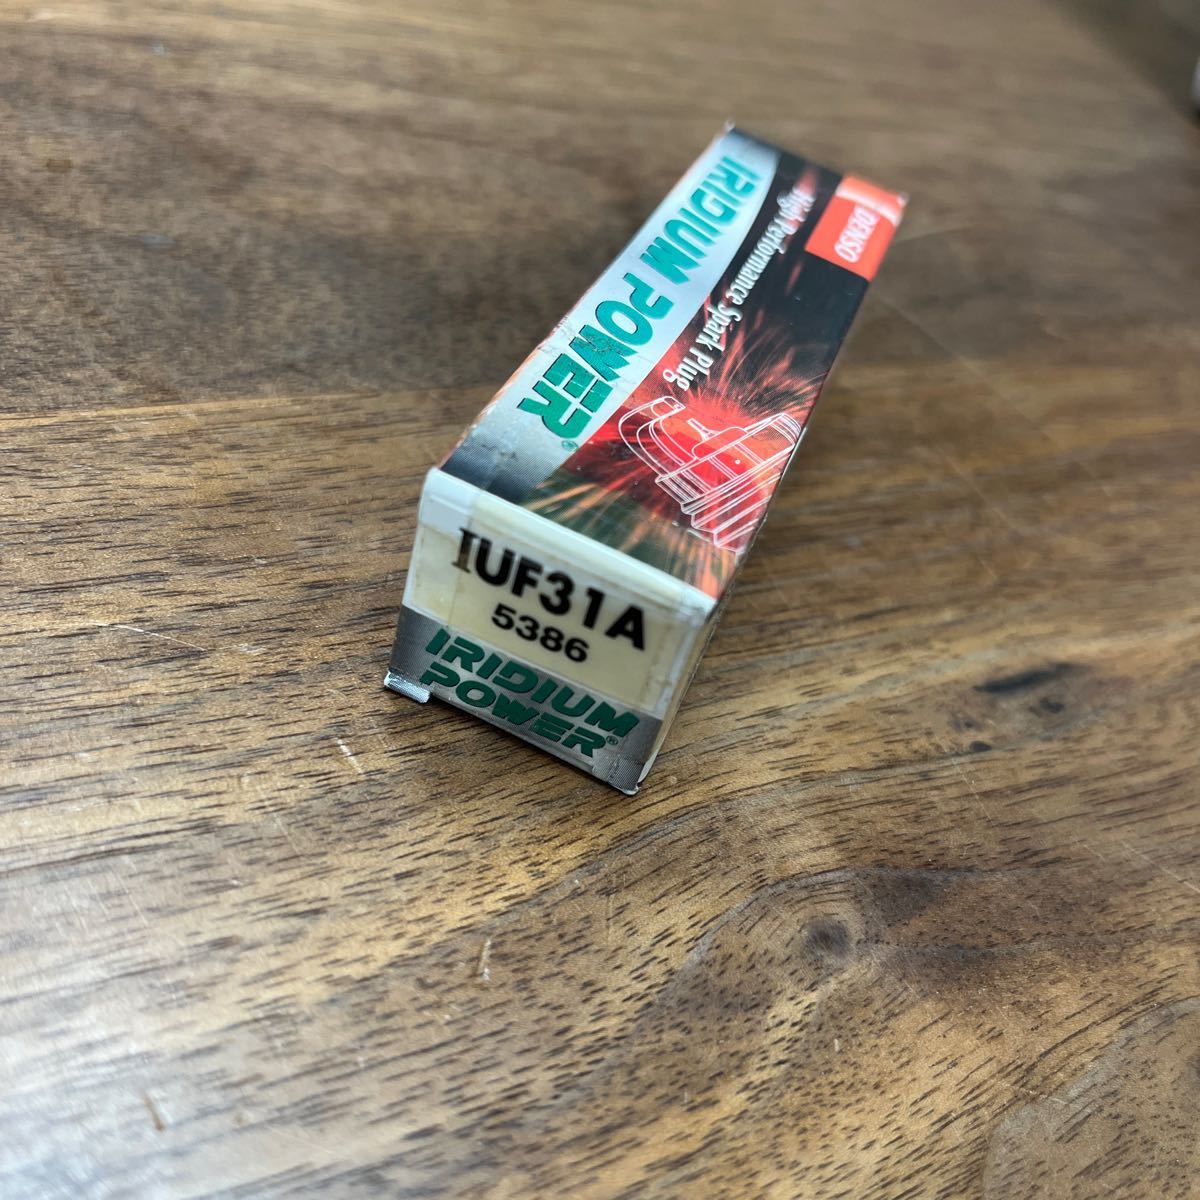 DENSO
High Performance Spark Plug
IRIDIUM POWER®
IUF31A
5386
IRIDIUM
POWER®